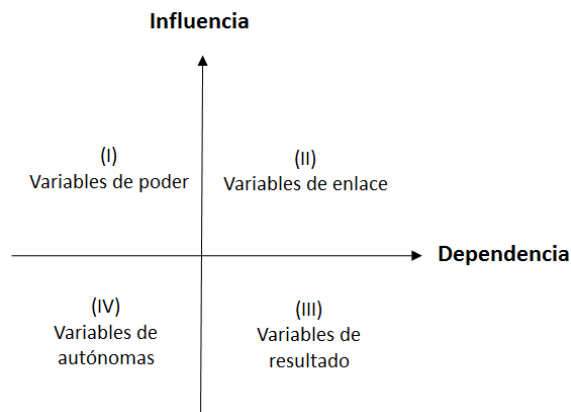 Influencia
(I)
Variables de poder
(II)
Variables de enlace
Dependencia
(IV)
Variables de
autónomas
(III)
Variables de
resultado